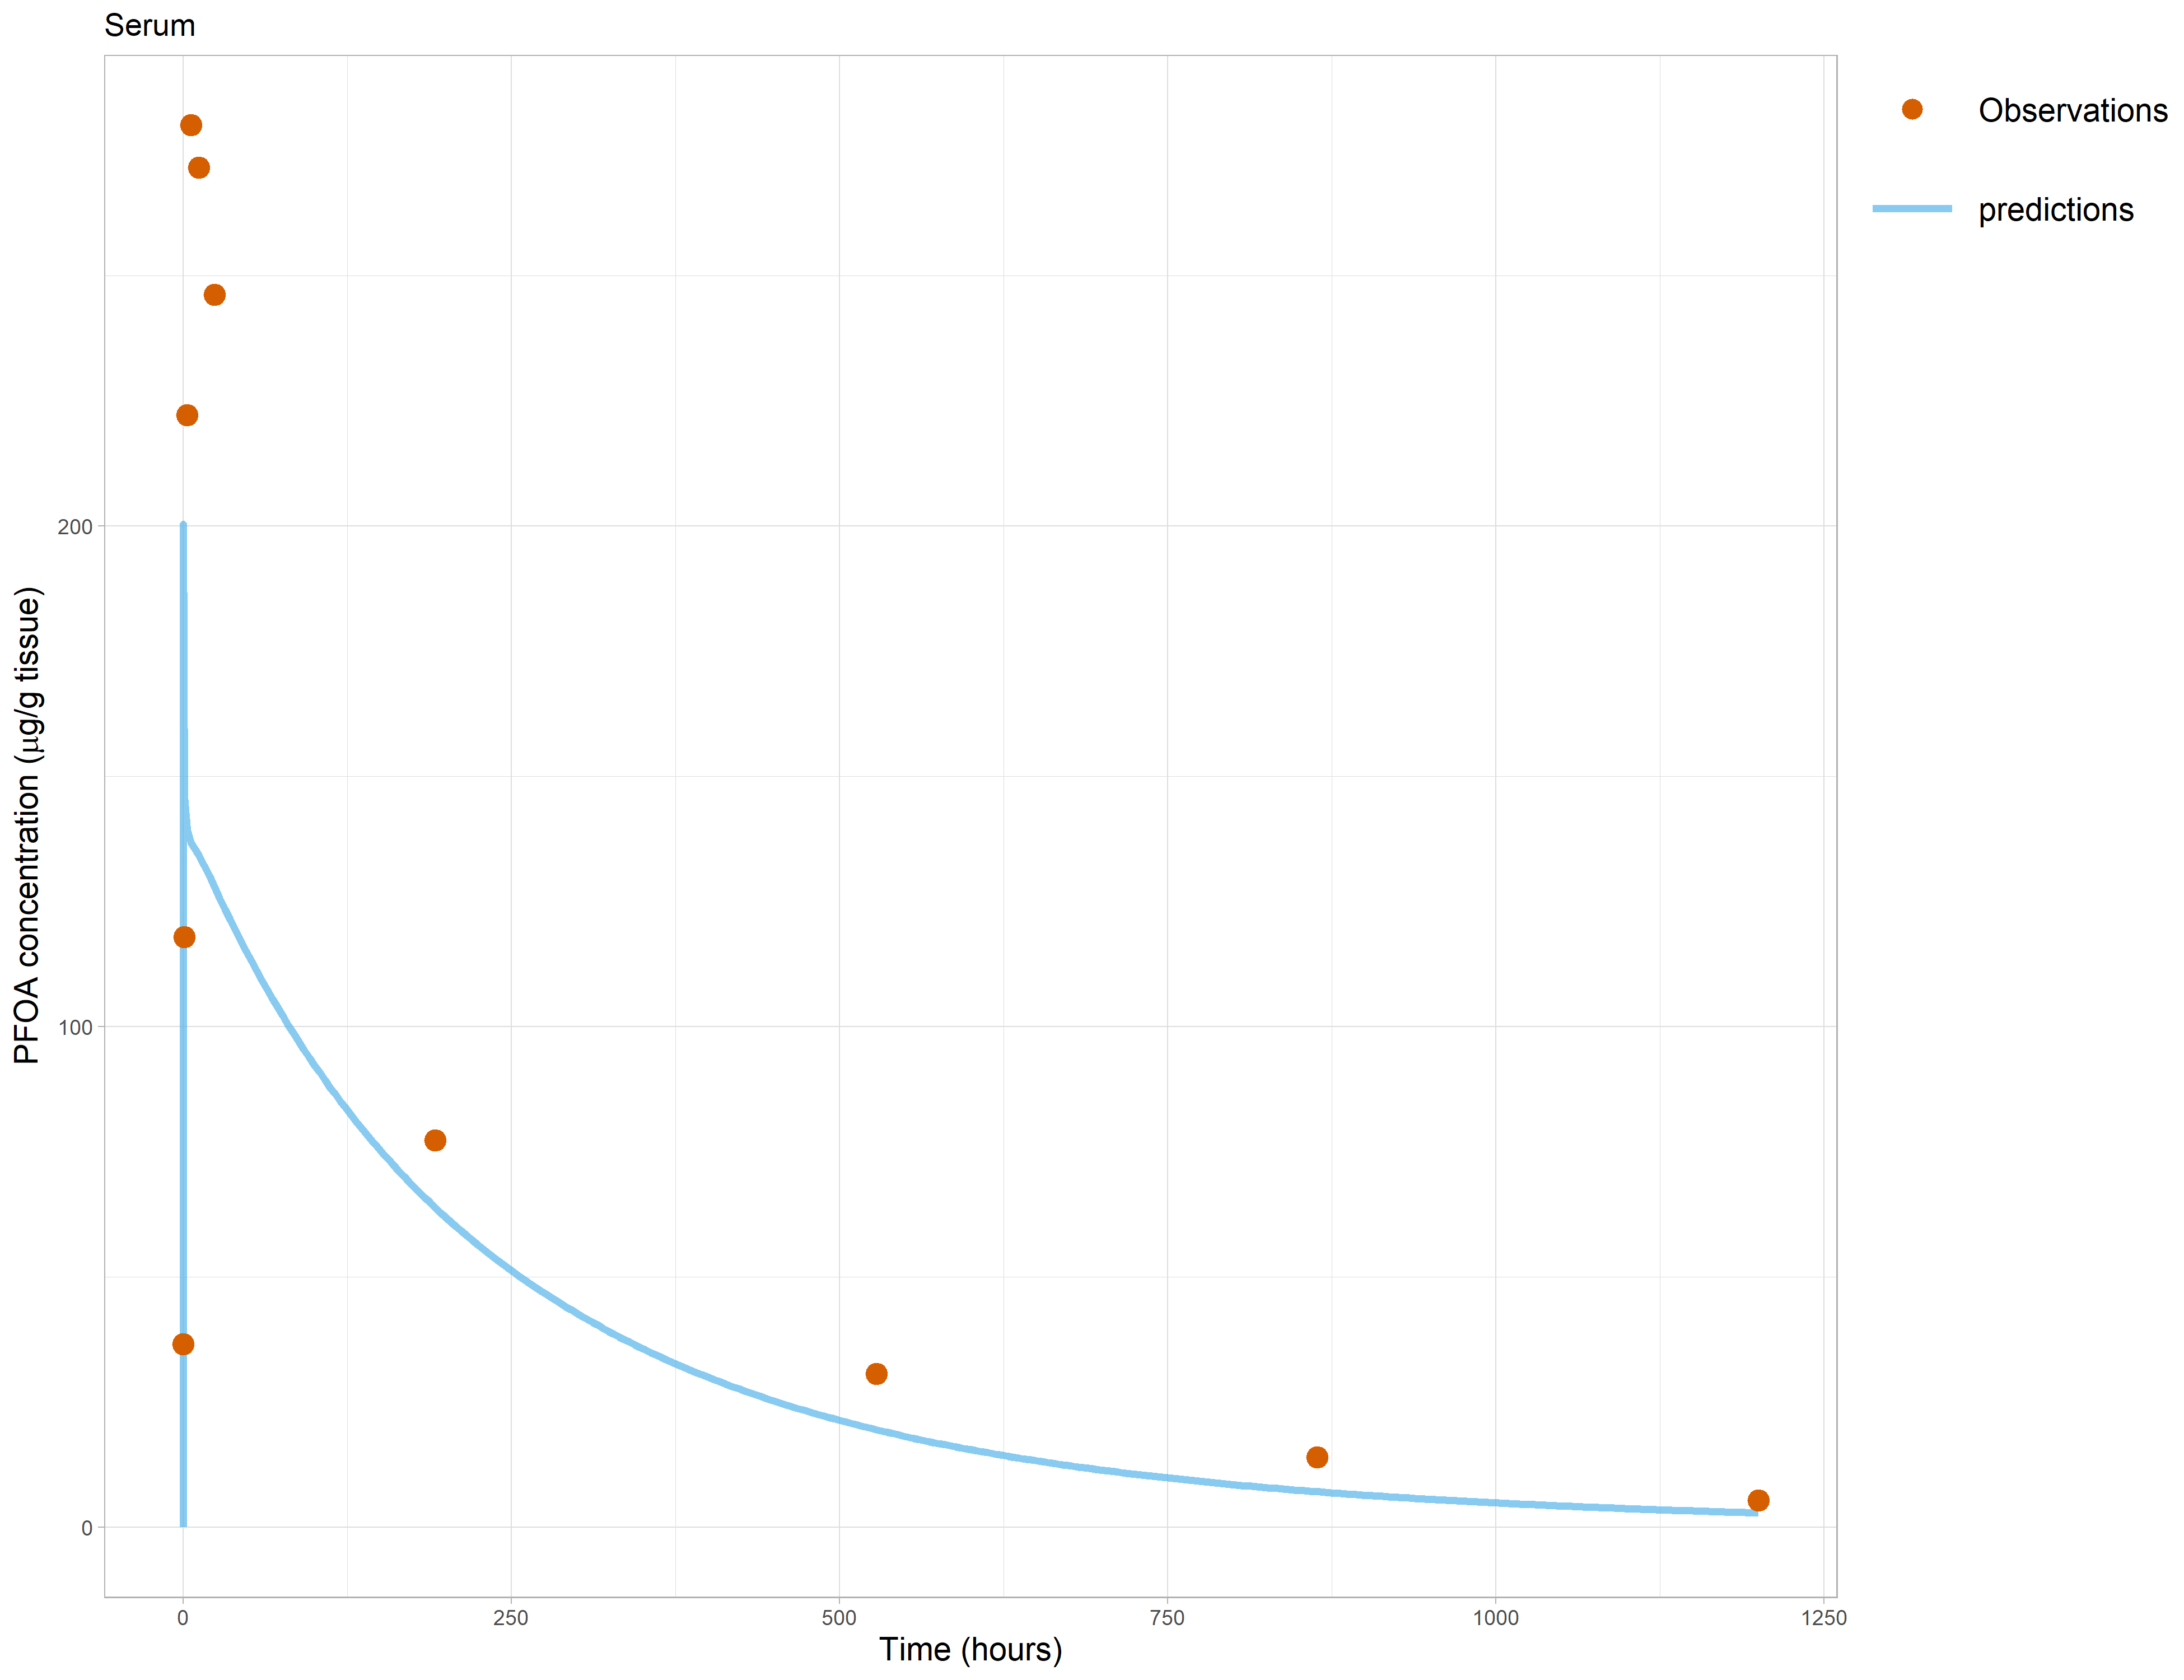 Serum
Observations
predictions
PFOA concentration (μg/g tissue)
200
100
0
0 250 500 750 1000 1250
Time (hours)